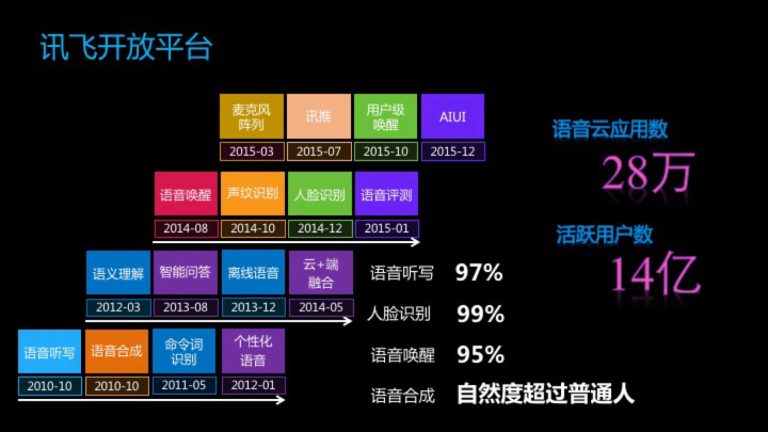 讯飞开放平台
麦克风
阵列
讯推
用户级
唤醒
AIUI
2015-03
2015-07
2015-10
2015-12
语音云应用数
28万
语音唤醒
声纹识别
人脸识别
语音评测
2014-08
2014-10
2014-12
2015-01
活跃用户数
14亿
语义理解
智能问答
离线语音
云+端
融合
2012-03
2013-08
2013-12
2014-05
语音听写 97%
人脸识别 99%
语音听写
语音合成
命令词
识别
个性化
语音
2010-10
2010-10
2011-05
2012-01
语音唤醒 95%
语音合成 自然度超过普通人